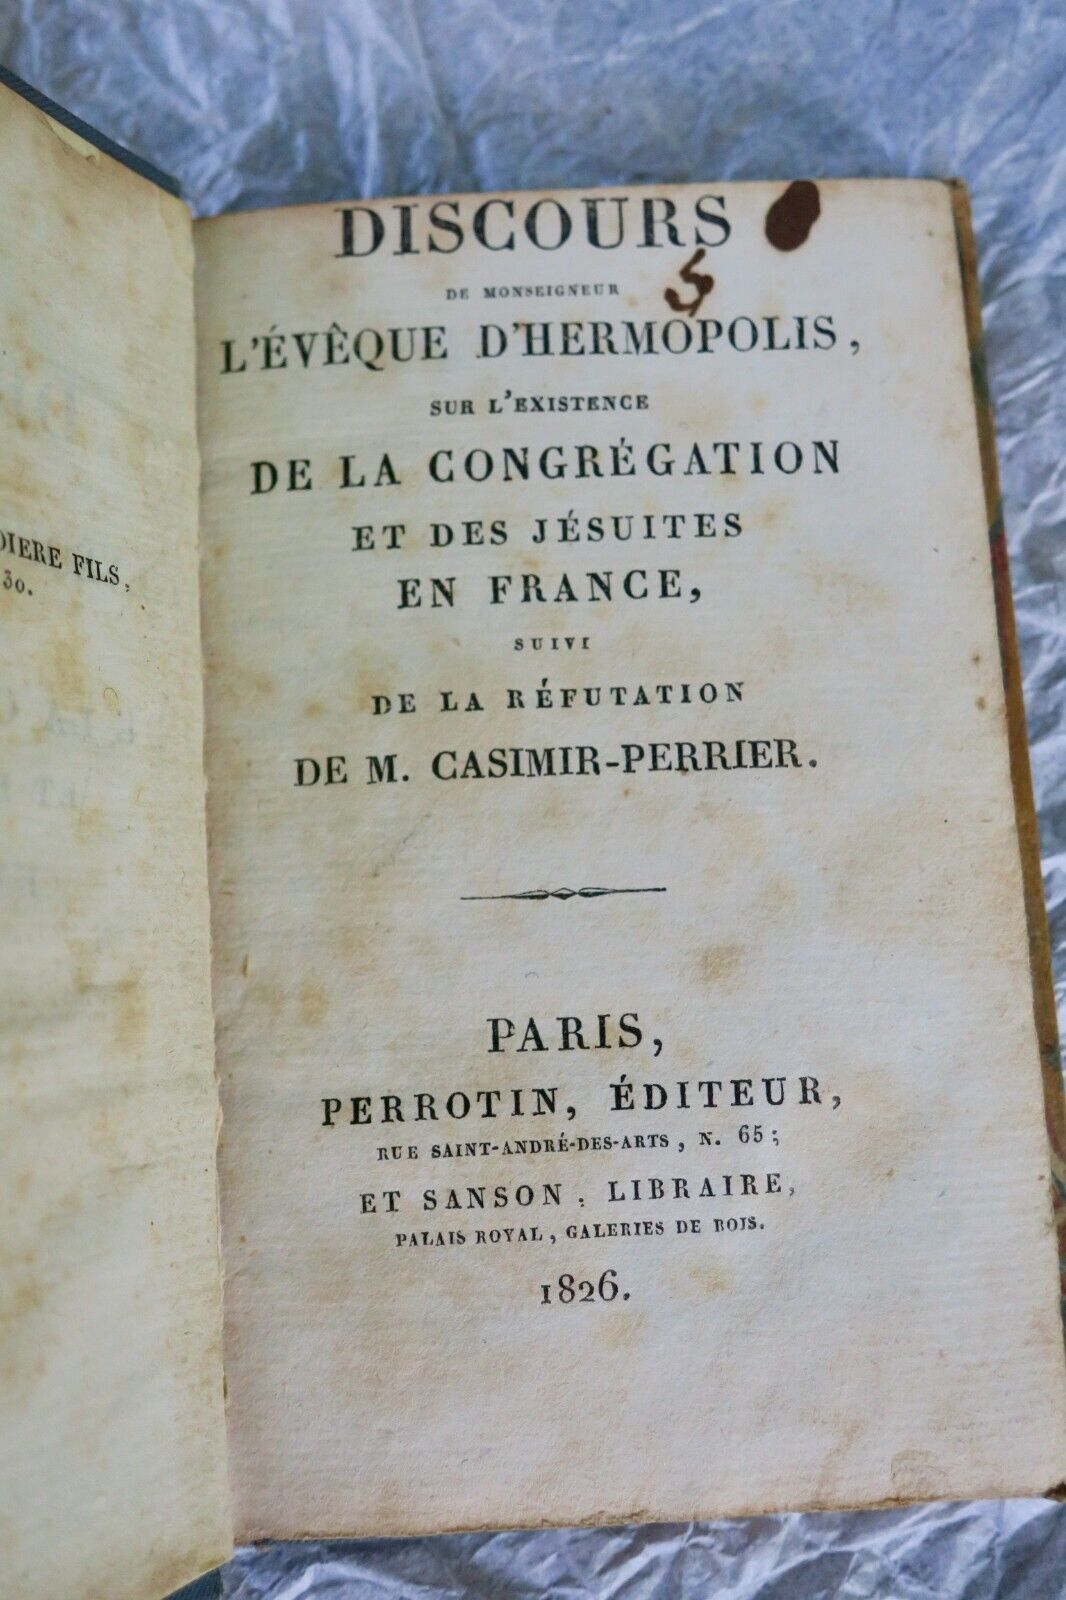 FILS,
30.
DISCOURS
5
DE MONSEIGNEUR
L'ÉVÊQUE D'HERMOPOLIS,
SUR L'EXISTENCE
DE LA CONGRÉGATION
ET DES JÉSUITES
EN FRANCE,
SUIVI
DE LA RÉFUTATION
DE M. CASIMIR-PERRIER.
PARIS,
PERROTIN, ÉDITEUR,
RUE SAINT-ANDRÉ-DES-ARTS, N. 65;
ET SANSON, LIBRAIRE,
PALAIS ROYAL, GALERIES DE BOIS.
1826.